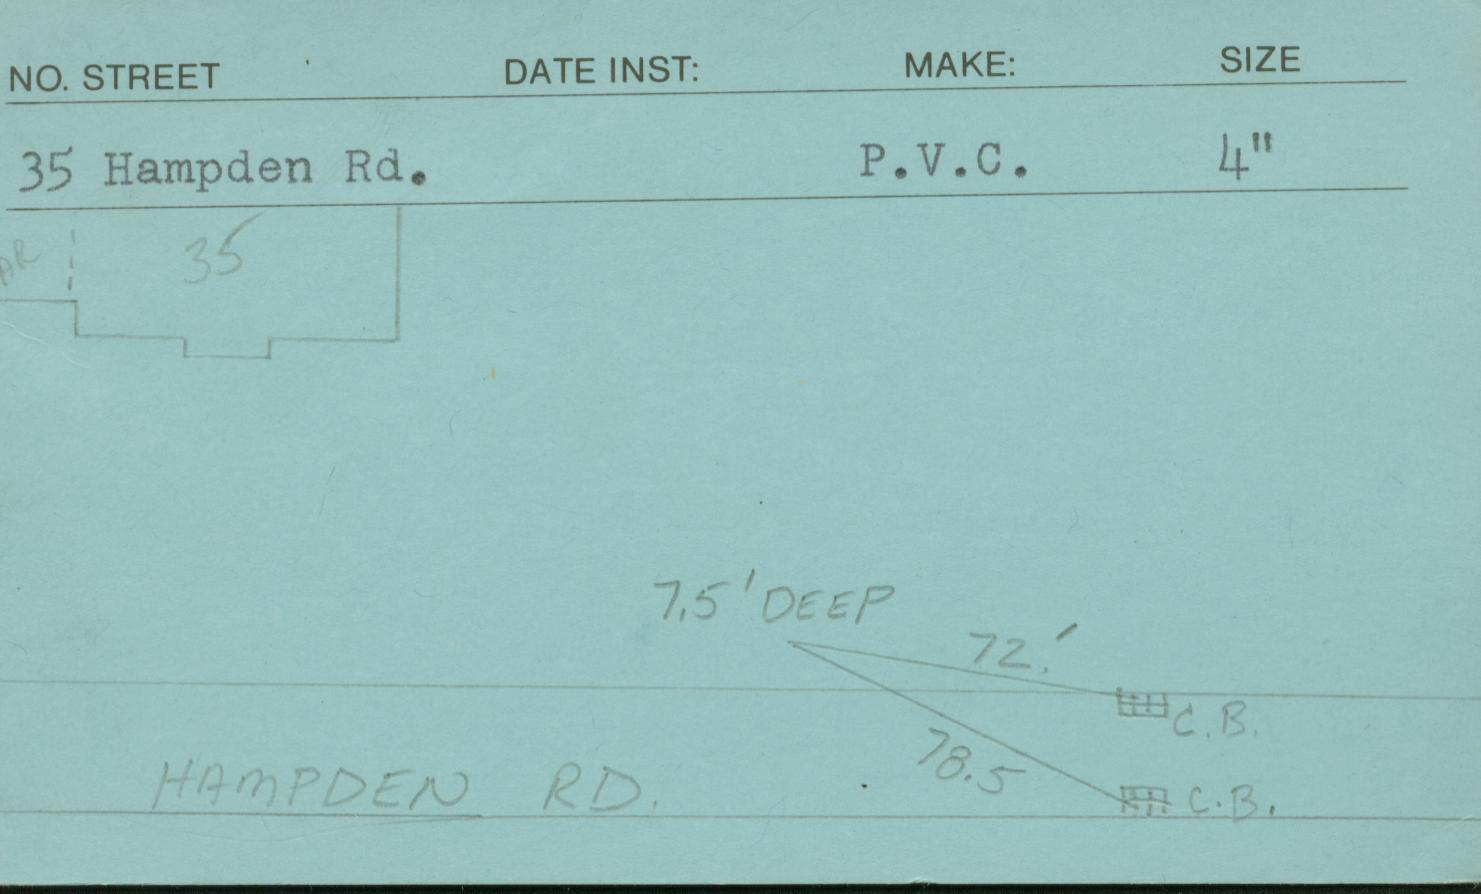 NO. STREET DATE INST: MAKE: SIZE
35 Hampden Rd. P.V.C. 4"
AR 35
7.5' DEEP
72.'
C.B.
78.5
HAMPDEN RD. C.B.